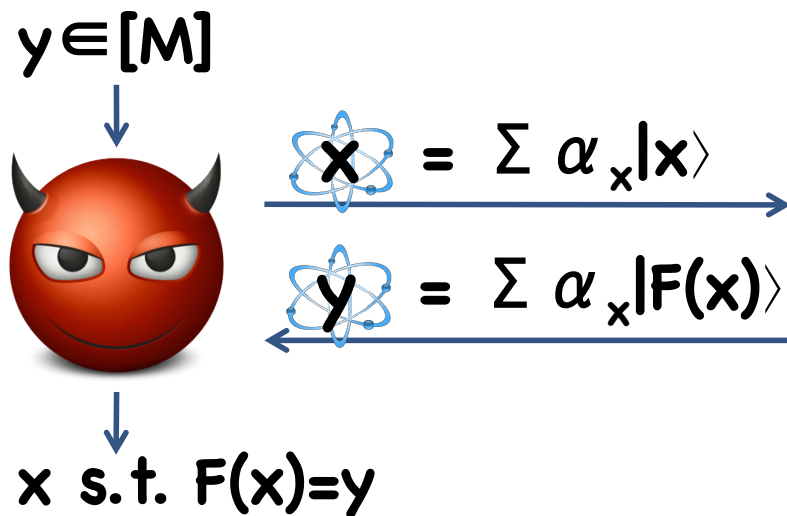 y∈[M]
x = Σ α_x|x⟩
y = Σ α_x|F(x)⟩
x s.t. F(x)=y